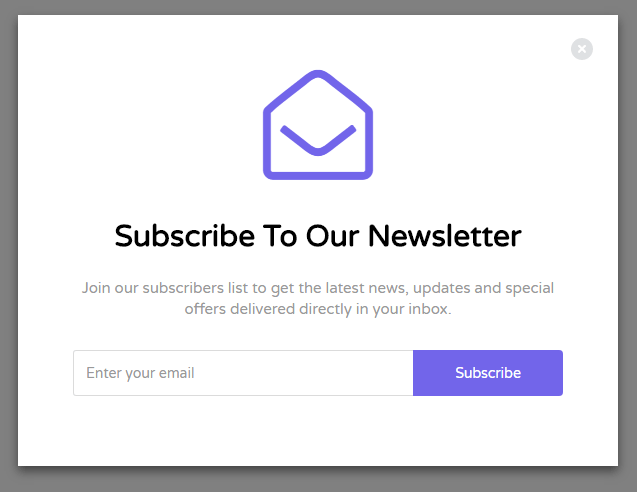 Subscribe To Our Newsletter
Join our subscribers list to get the latest news, updates and special
offers delivered directly in your inbox.
Enter your email Subscribe